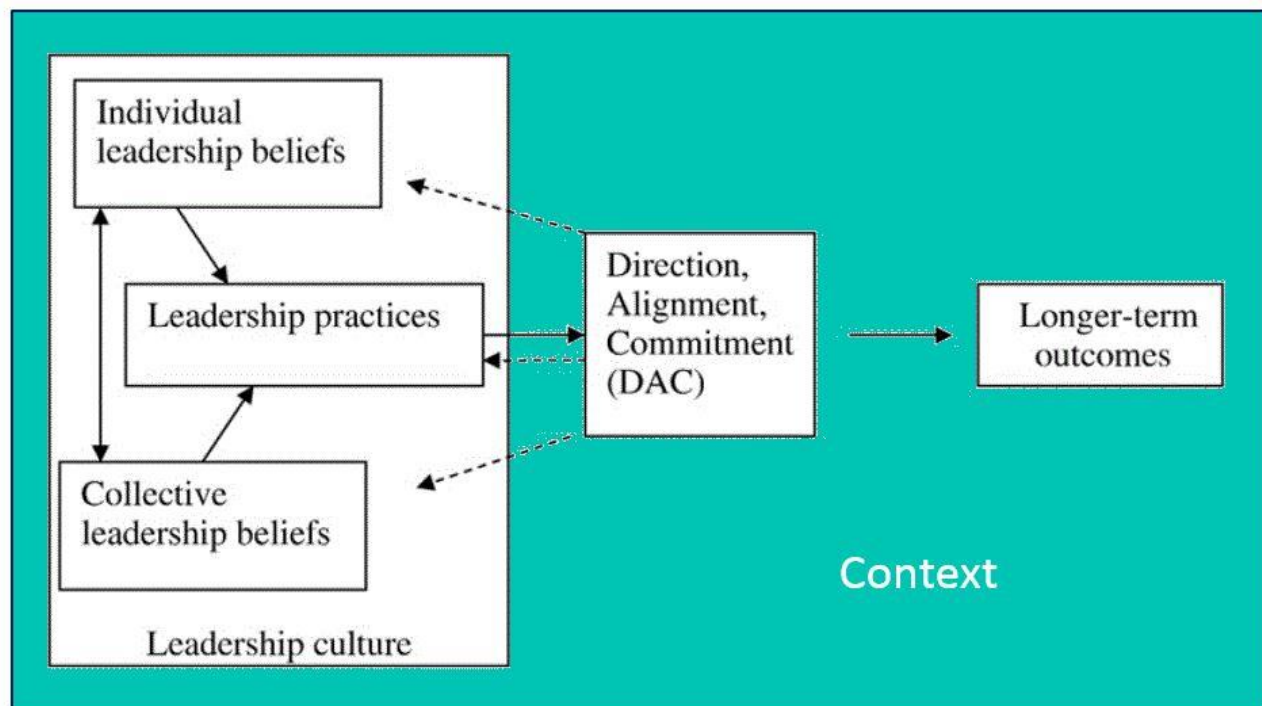 Individual
leadership beliefs
Leadership practices
Collective
leadership beliefs
Leadership culture
Direction,
Alignment,
Commitment
(DAC)
Longer-term
outcomes
Context